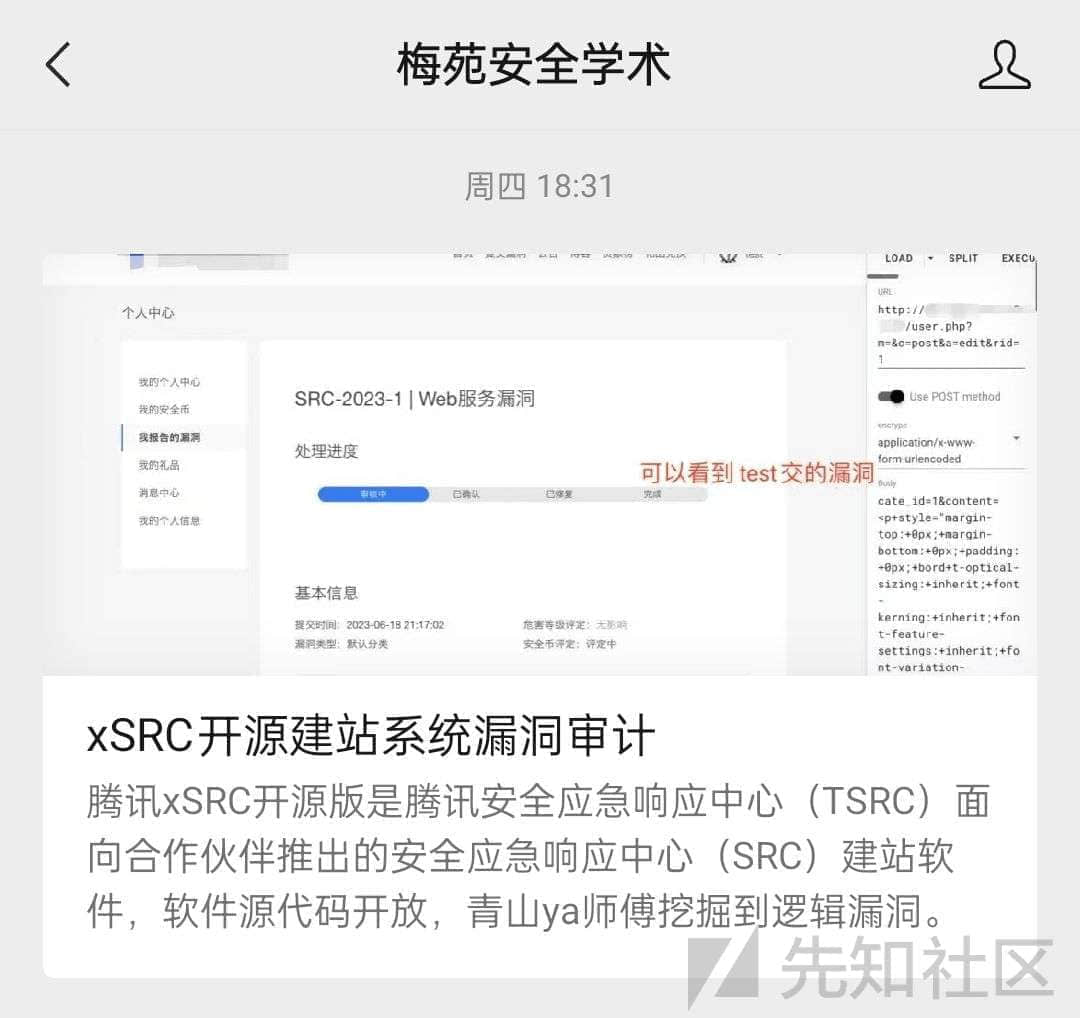 梅苑安全学术
周四 18:31
LOAD SPLIT EXECU
URL
http://
/user.php?
m=&c=post&a=edit&rid=
1
Use POST method
enctype
application/x-www-
form-urlencoded
Body
cate_id=1&content=
<p+style="margin-
top:+0px;+margin-
bottom:+0px;+padding:
+0px;+bord+t-optical-
sizing:+inherit;+font
-
kerning:+inherit;+fon
t-feature-
settings:+inherit;+fo
nt-variation-
个人中心
我的个人中心
我的安全币
我报告的漏洞
我的礼品
消息中心
我的个人信息
SRC-2023-1 | Web服务漏洞
处理进度
审核中 已确认 已修复 完成
可以看到 test 交的漏洞
基本信息
提交时间: 2023-06-18 21:17:02 危害等级评定: 无影响
漏洞类型: 默认分类 安全币评定: 评定中
xSRC开源建站系统漏洞审计
腾讯xSRC开源版是腾讯安全应急响应中心（TSRC）面
向合作伙伴推出的安全应急响应中心（SRC）建站软
件，软件源代码开放，青山ya师傅挖掘到逻辑漏洞。
先知社区